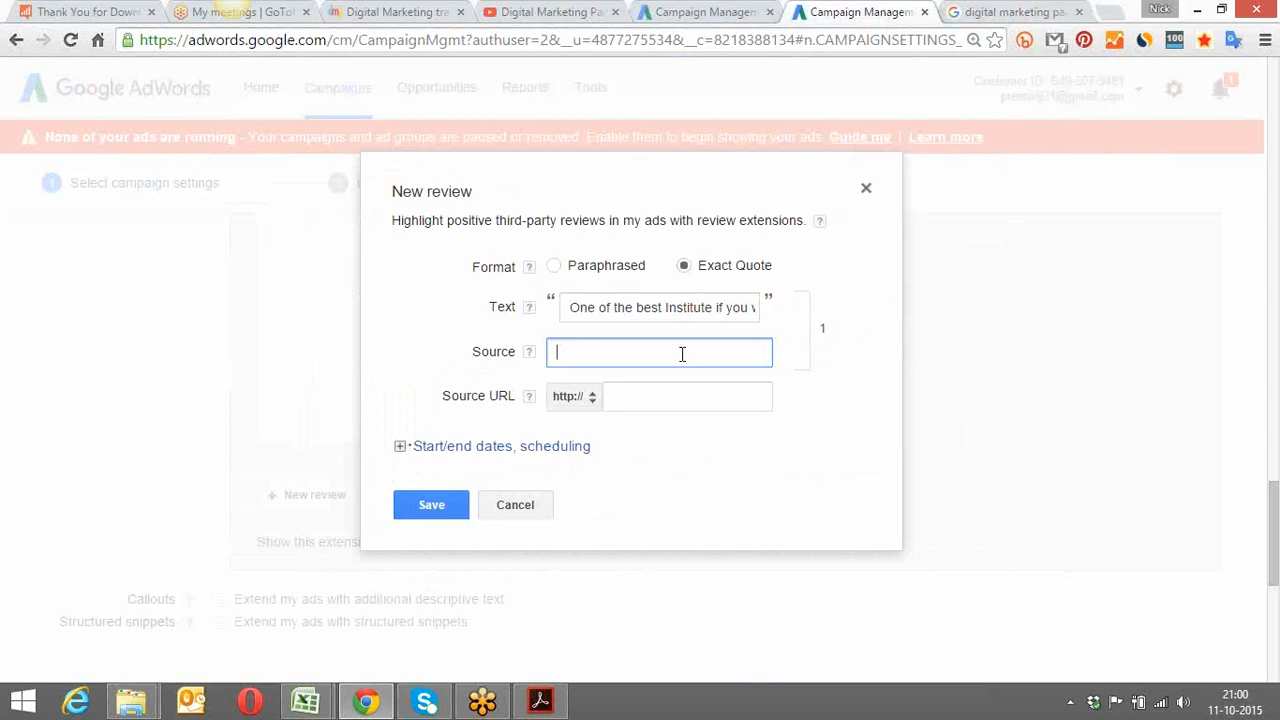 Thank You for Down
My meetings | GoToM
Digital Marketing tre
Digital Marketing Pa
Campaign Managem
Campaign Managem
digital marketing pa
Nick
https://adwords.google.com/cm/CampaignMgmt?authuser=2&__u=4877275534&__c=8218388134#n.CAMPAIGNSETTINGS_
Google AdWords
Home Campaigns Opportunities Reports Tools
Customer ID:
None of your ads are running - Your campaigns and ad groups are paused or removed. Enable them to begin showing your ads. Guide me | Learn more
1 Select campaign settings
New review
Highlight positive third-party reviews in my ads with review extensions. ?
Format ? Paraphrased Exact Quote
Text ? “ One of the best Institute if you ”
1
Source ?
Source URL ? http://
Start/end dates, scheduling
Save Cancel
+ New review
Show this extens
Callouts Extend my ads with additional descriptive text
Structured snippets Extend my ads with structured snippets
21:00
11-10-2015